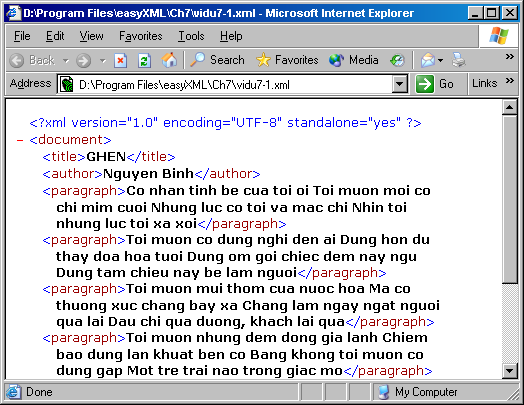 D:\Program Files\easyXML\Ch7\vidu7-1.xml - Microsoft Internet Explorer
File Edit View Favorites Tools Help
Back Search Favorites Media
Address D:\Program Files\easyXML\Ch7\vidu7-1.xml Go Links
<?xml version="1.0" encoding="UTF-8" standalone="yes" ?>
- <document>
<title>GHEN</title>
<author>Nguyen Binh</author>
<paragraph>Co nhan tinh be cua toi oi Toi muon moi co
chi mim cuoi Nhung luc co toi va mac chi Nhin toi
nhung luc toi xa xoi</paragraph>
<paragraph>Toi muon co dung nghi den ai Dung hon du
thay doa hoa tuoi Dung om goi chiec dem nay ngu
Dung tam chieu nay be lam nguoi</paragraph>
<paragraph>Toi muon mui thom cua nuoc hoa Ma co
thuong xuc chang bay xa Chang lam ngay ngat nguoi
qua lai Dau chi qua duong, khach lai qua</paragraph>
<paragraph>Toi muon nhung dem dong gia lanh Chiem
bao dung lan khuat ben co Bang khong toi muon co
dung gap Mot tre trai nao trong giac mo</paragraph>
Done My Computer